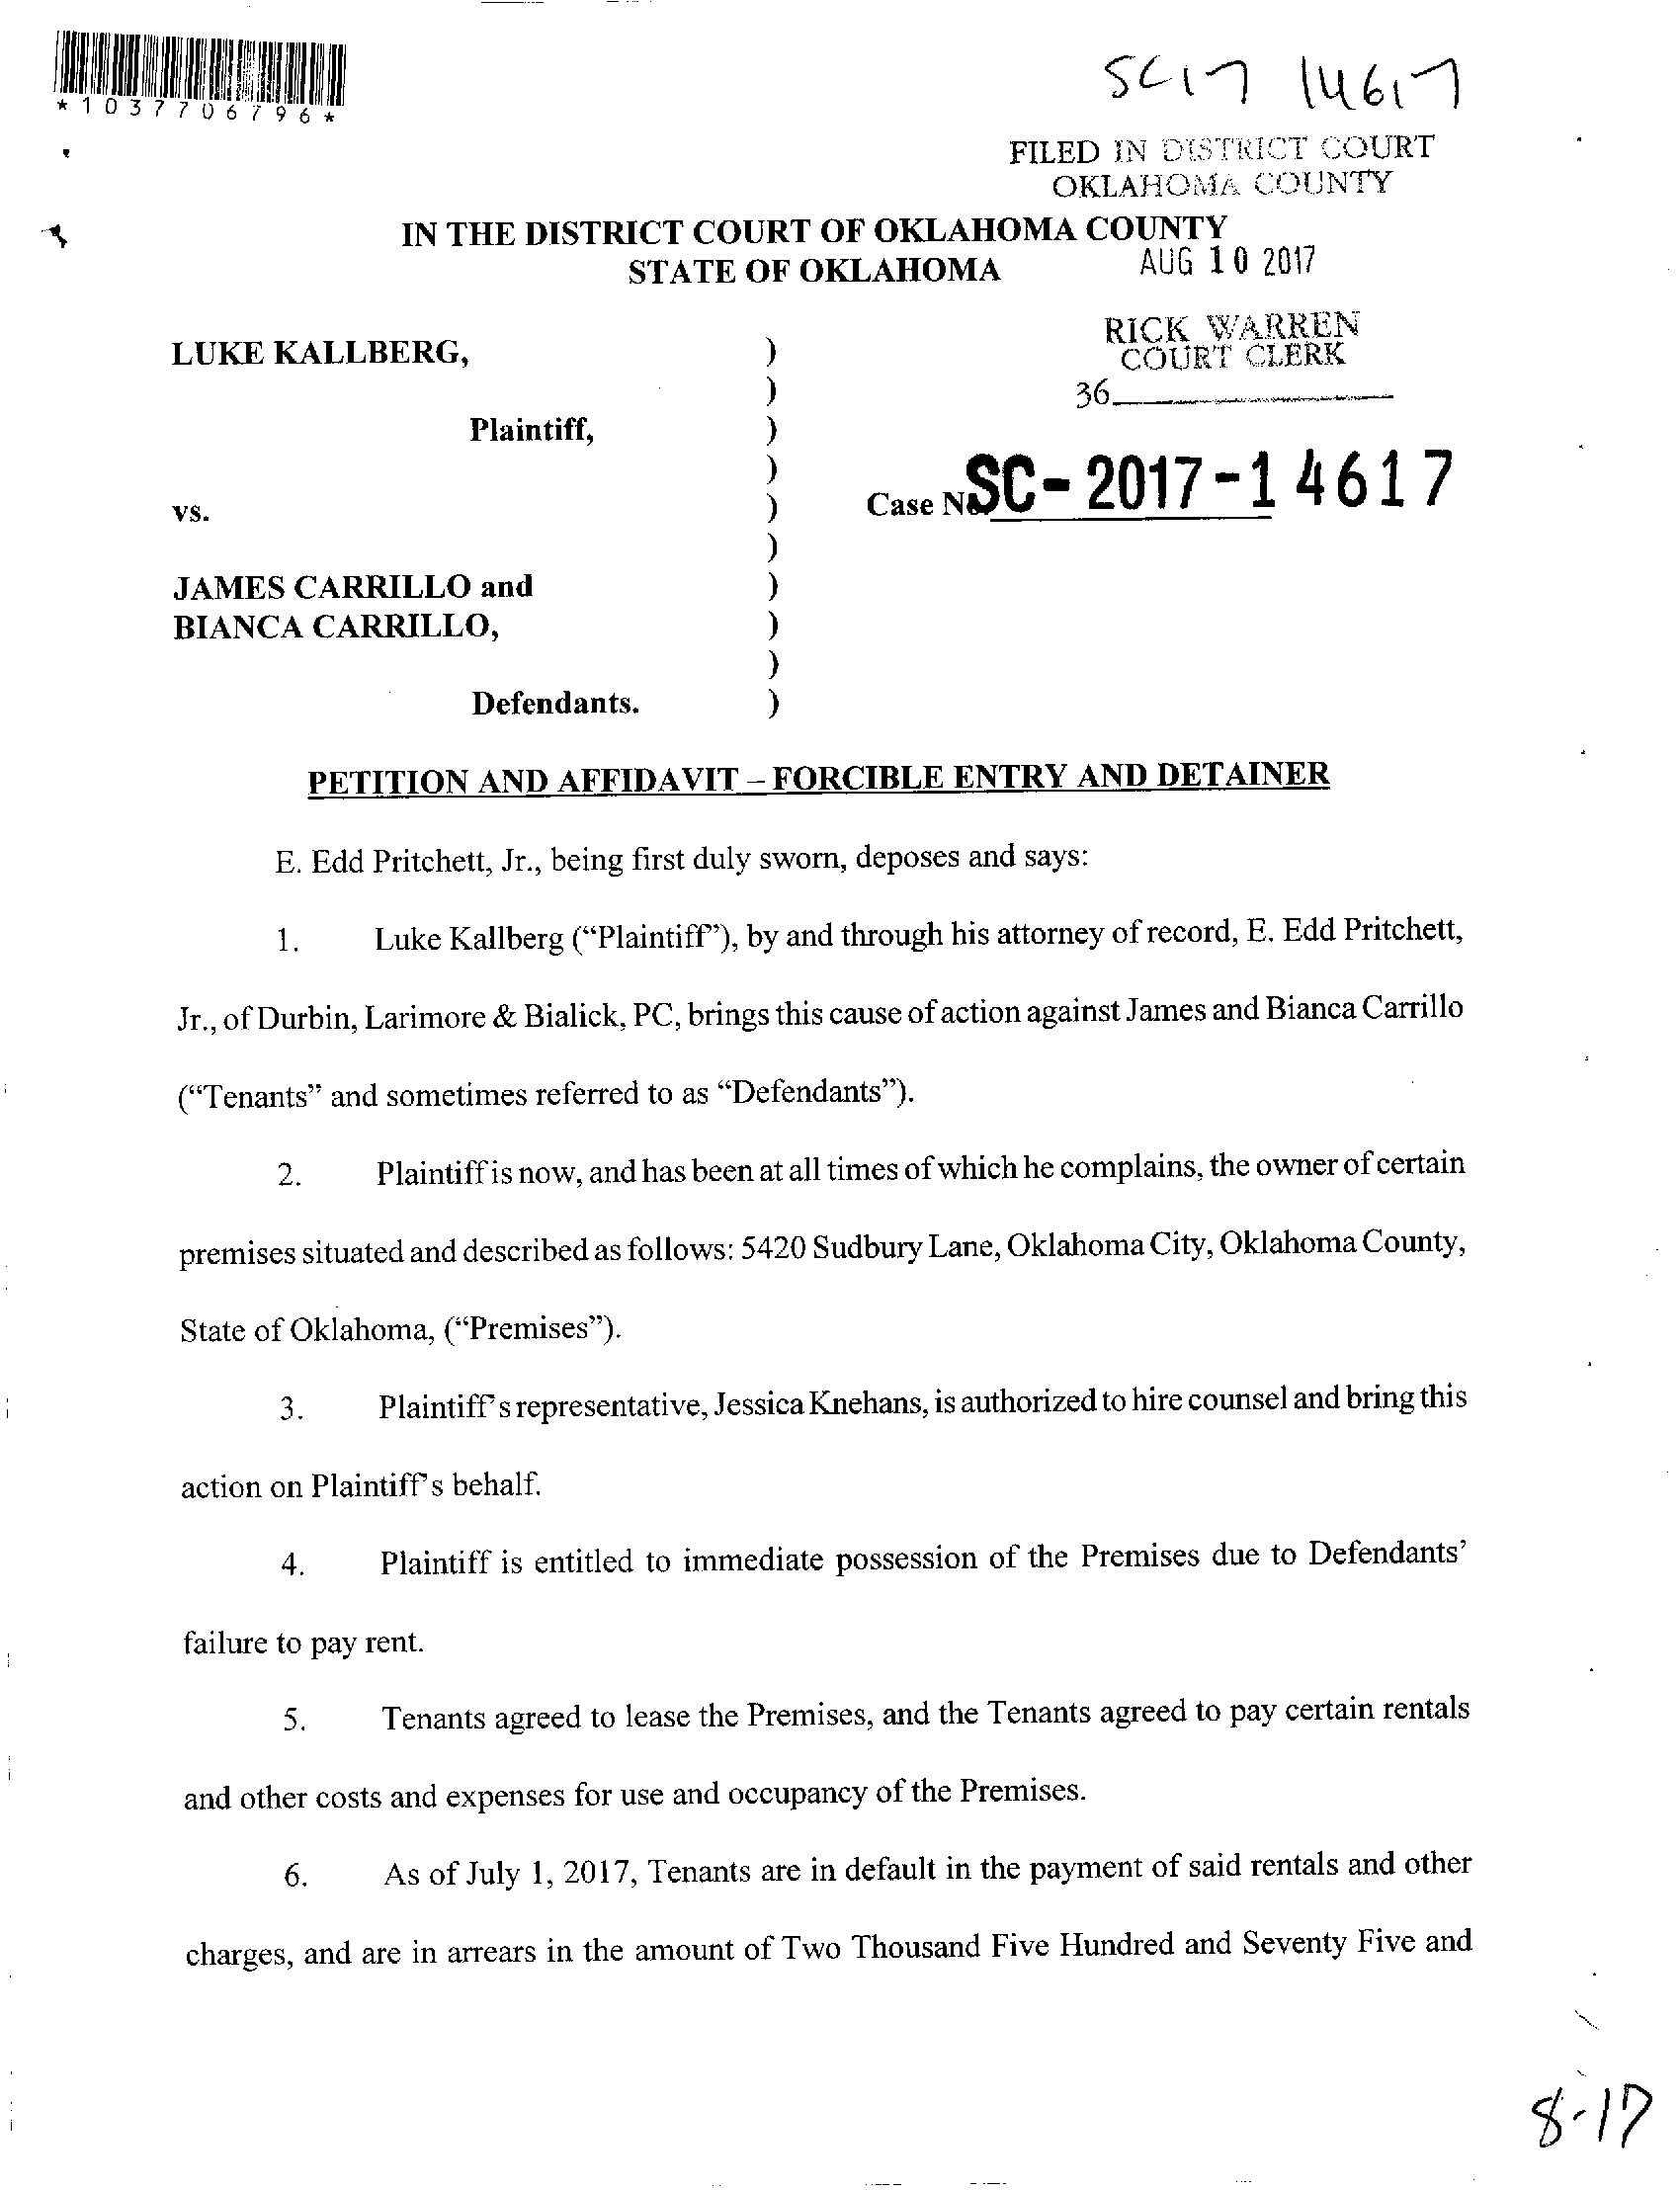 *1037706796*
SC17 14617
FILED IN DISTRICT COURT
OKLAHOMA COUNTY
IN THE DISTRICT COURT OF OKLAHOMA COUNTY
STATE OF OKLAHOMA
AUG 10 2017
RICK WARREN
COURT CLERK
36
LUKE KALLBERG, )
)
Plaintiff, )
)
vs. ) Case No. SC-2017-14617
)
JAMES CARRILLO and )
BIANCA CARRILLO, )
)
Defendants. )
PETITION AND AFFIDAVIT – FORCIBLE ENTRY AND DETAINER
E. Edd Pritchett, Jr., being first duly sworn, deposes and says:
1. Luke Kallberg (“Plaintiff”), by and through his attorney of record, E. Edd Pritchett,
Jr., of Durbin, Larimore & Bialick, PC, brings this cause of action against James and Bianca Carrillo
(“Tenants” and sometimes referred to as “Defendants”).
2. Plaintiff is now, and has been at all times of which he complains, the owner of certain
premises situated and described as follows: 5420 Sudbury Lane, Oklahoma City, Oklahoma County,
State of Oklahoma, (“Premises”).
3. Plaintiff’s representative, Jessica Knehans, is authorized to hire counsel and bring this
action on Plaintiff’s behalf.
4. Plaintiff is entitled to immediate possession of the Premises due to Defendants’
failure to pay rent.
5. Tenants agreed to lease the Premises, and the Tenants agreed to pay certain rentals
and other costs and expenses for use and occupancy of the Premises.
6. As of July 1, 2017, Tenants are in default in the payment of said rentals and other
charges, and are in arrears in the amount of Two Thousand Five Hundred and Seventy Five and
8-17